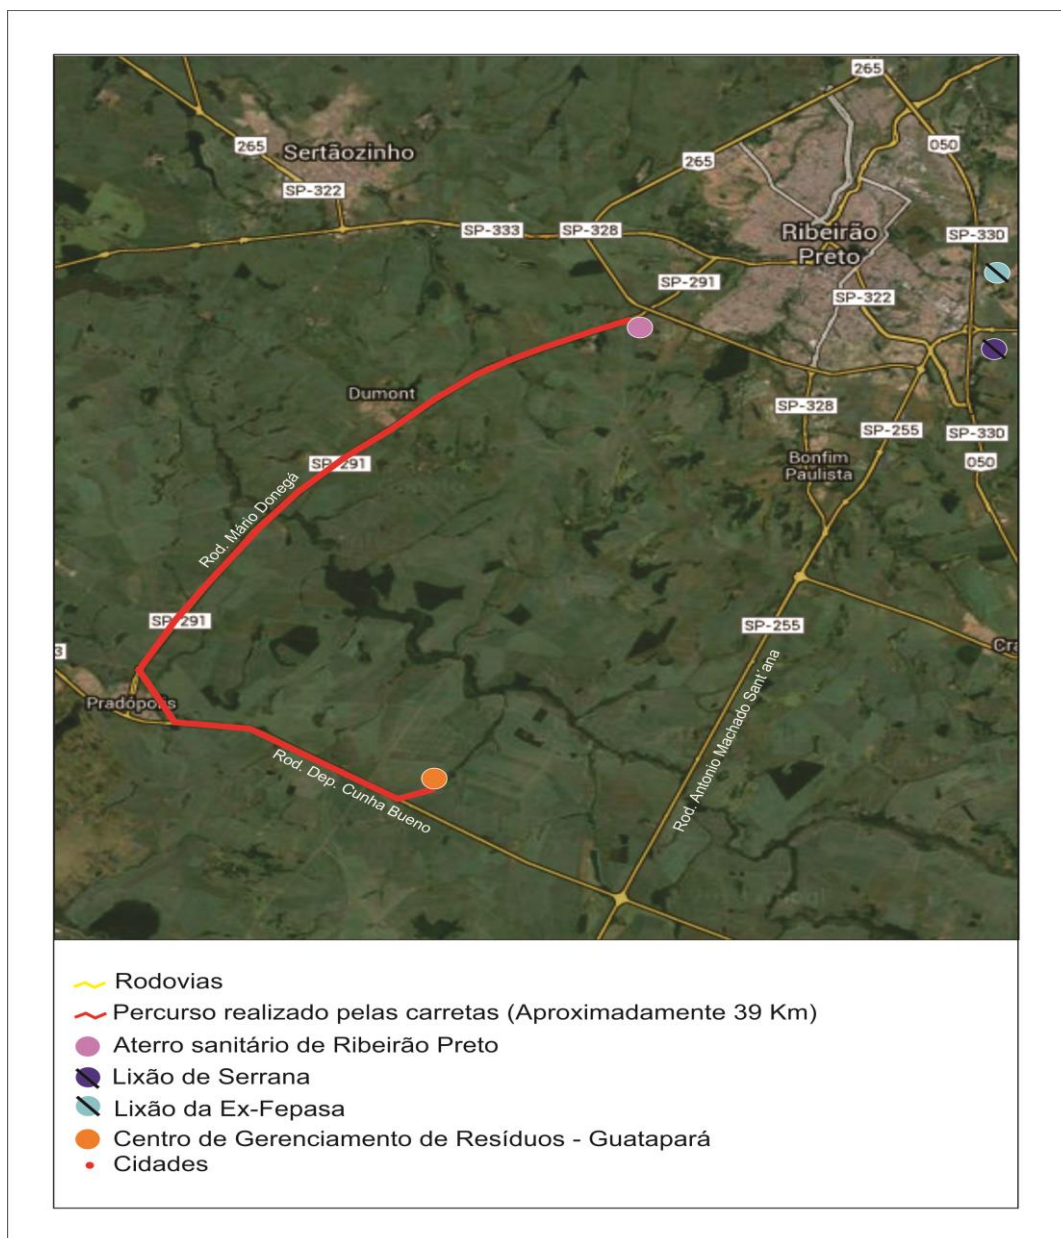 265
050
265
Sertãozinho
265
SP-322
SP-333
SP-328
Ribeirão
Preto
SP-330
SP-291
SP-322
Dumont
SP-328
SP-255
SP-330
Bonfim
Paulista
050
SP-291
Rod. Mário Donegá
SP-291
SP-255
3
Cra
Pradópolis
Rod. Dep. Cunha Bueno
Rod. Antonio Machado Sant´ana
Rodovias
Percurso realizado pelas carretas (Aproximadamente 39 Km)
Aterro sanitário de Ribeirão Preto
Lixão de Serrana
Lixão da Ex-Fepasa
Centro de Gerenciamento de Resíduos - Guatapará
Cidades